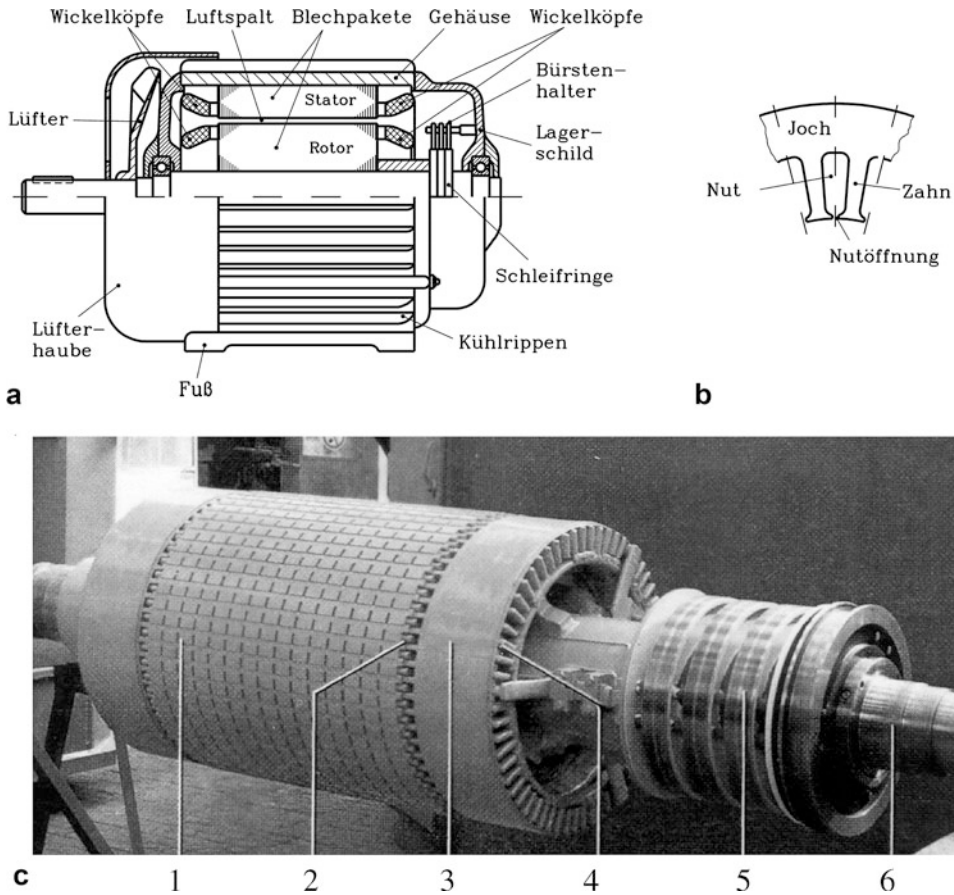 Wickelköpfe Luftspalt Blechpakete Gehäuse Wickelköpfe
Bürsten-
halter
Stator
Lüfter
Rotor
Lager-
schild
Schleifringe
Lüfter-
haube
Kühlrippen
Fuß
a
Joch
Nut
Zahn
Nutöffnung
b
c
1 2 3 4 5 6